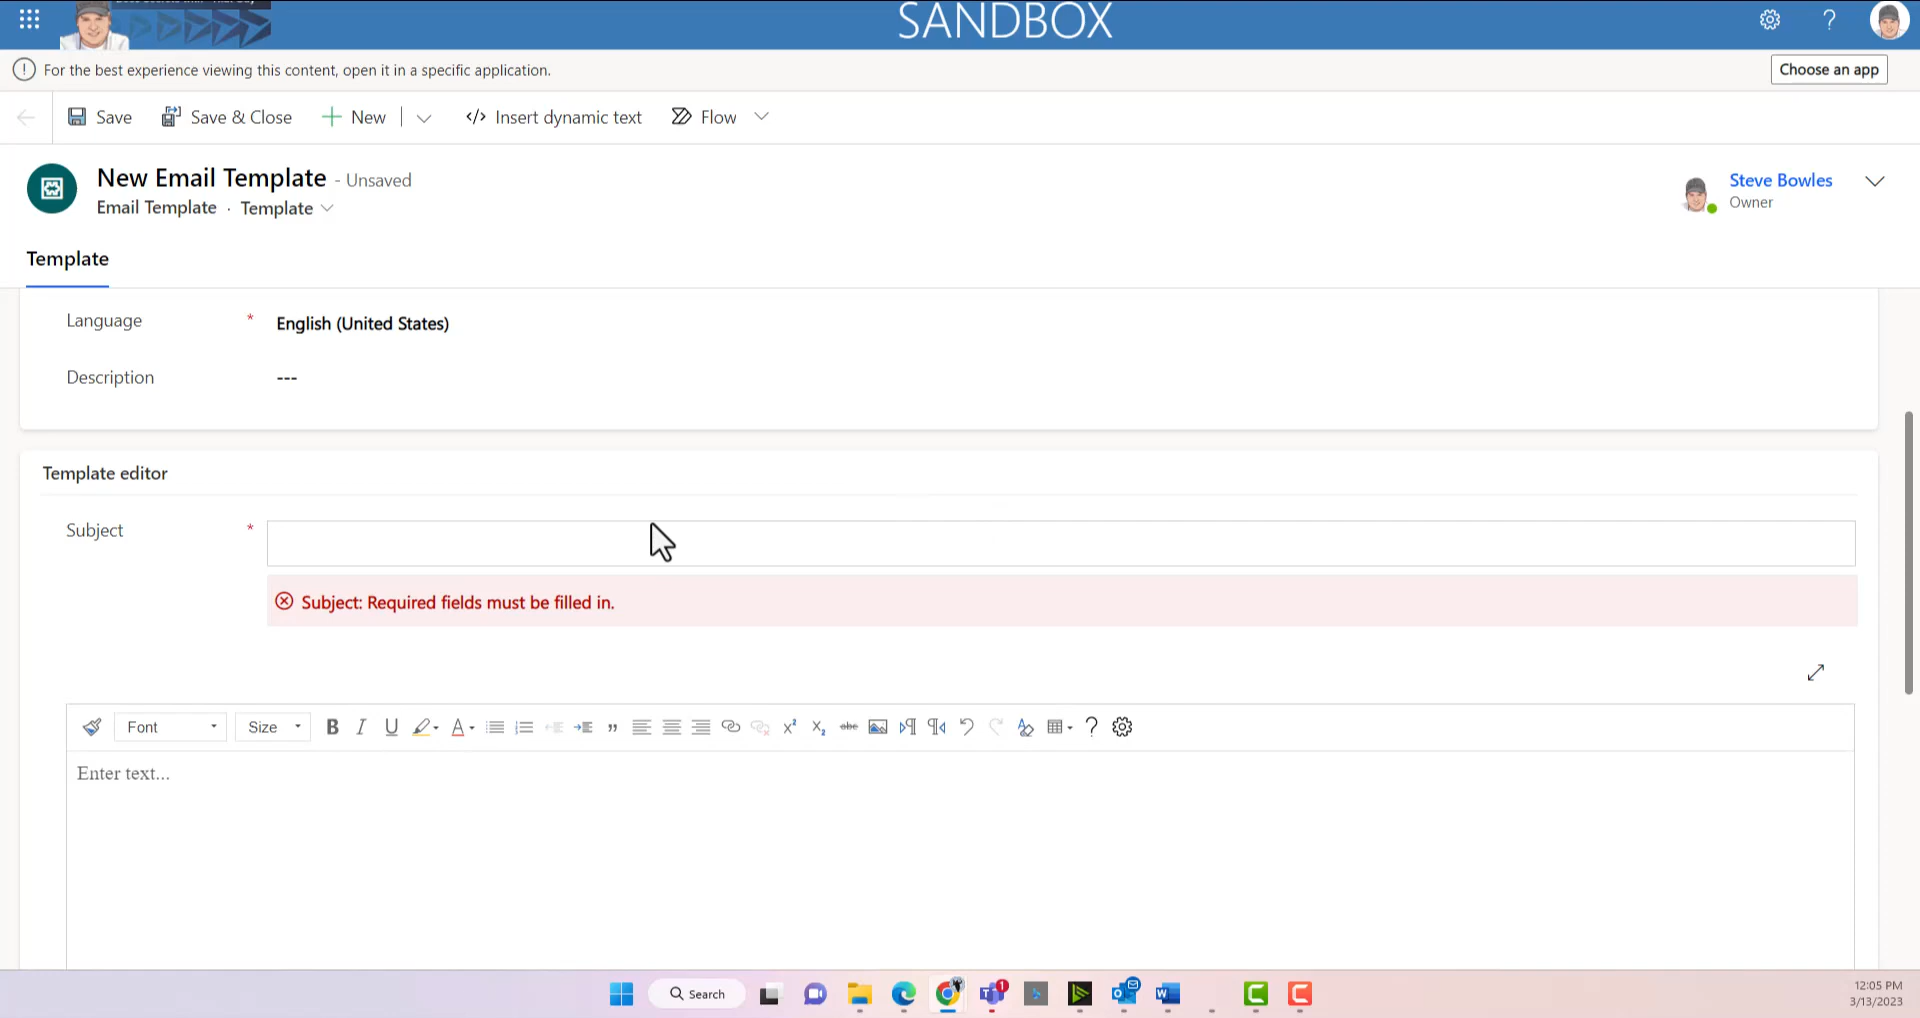 SANDBOX
For the best experience viewing this content, open it in a specific application.
Choose an app
Save
Save & Close
New
Insert dynamic text
Flow
New Email Template - Unsaved
Email Template · Template
Steve Bowles
Owner
Template
Language * English (United States)
Description ---
Template editor
Subject *
Subject: Required fields must be filled in.
Font
Size
Enter text...
Search
1
12:05 PM
3/13/2023